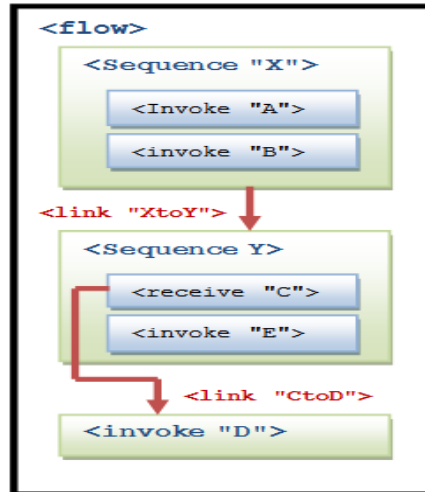 <flow>
<Sequence "X">
<Invoke "A">
<invoke "B">
<link "XtoY">
<Sequence Y>
<receive "C">
<invoke "E">
<link "CtoD">
<invoke "D">